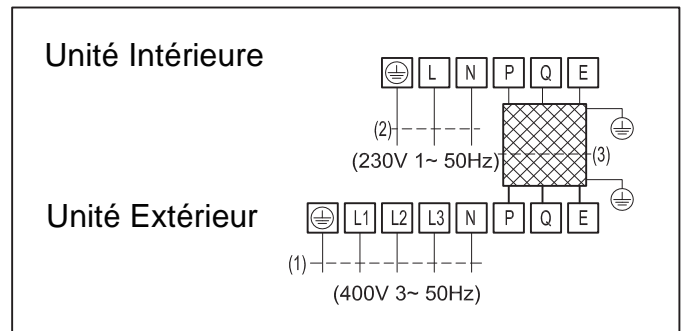 Unité Intérieure
L N P Q E
(2)
(3)
(230V 1~ 50Hz)
Unité Extérieur
L1 L2 L3 N P Q E
(1)
(400V 3~ 50Hz)